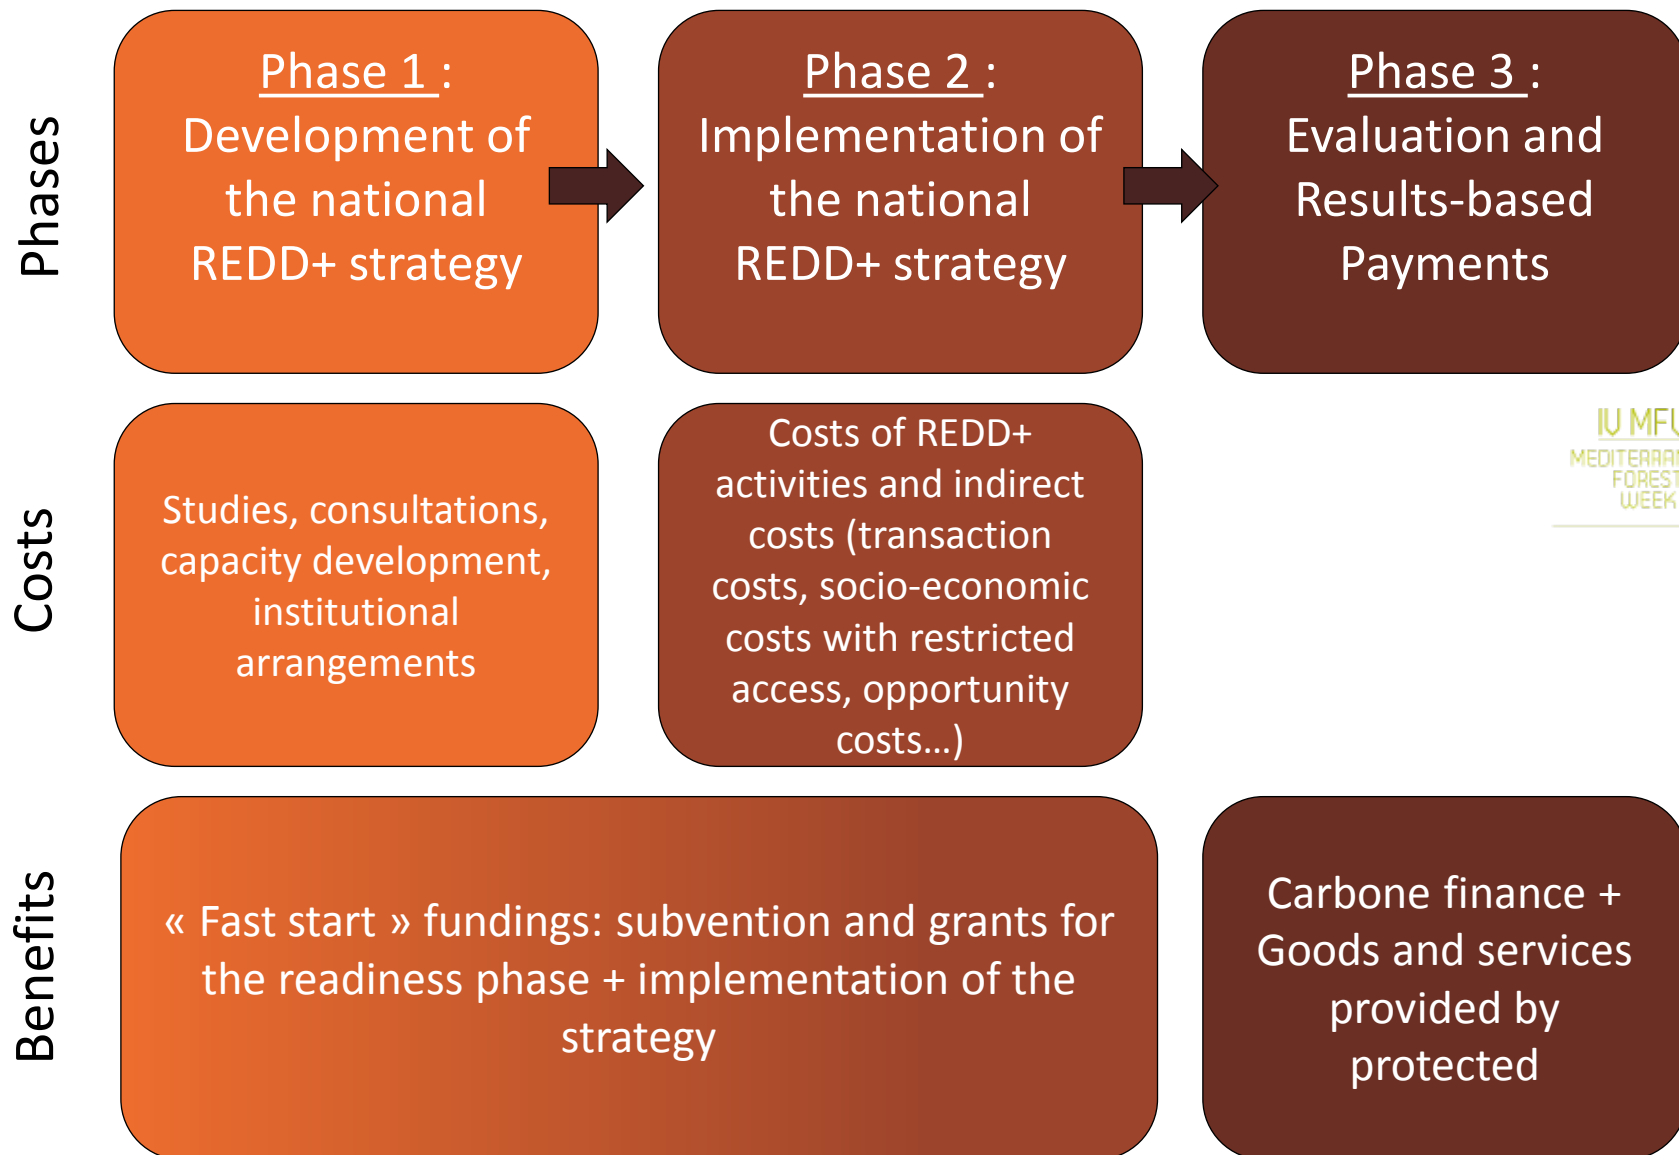 Phases
Phase 1 :
Development of
the national
REDD+ strategy
Phase 2 :
Implementation of
the national
REDD+ strategy
Phase 3 :
Evaluation and
Results-based
Payments
Costs
Studies, consultations,
capacity development,
institutional
arrangements
Costs of REDD+
activities and indirect
costs (transaction
costs, socio-economic
costs with restricted
access, opportunity
costs…)
IV
FOREST
WEEK
Benefits
« Fast start » fundings: subvention and grants for
the readiness phase + implementation of the
strategy
Carbone finance +
Goods and services
provided by
protected